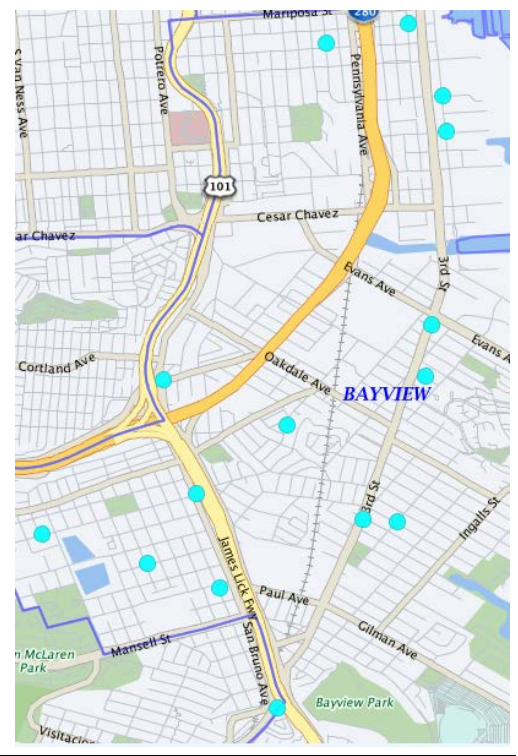 280
Mariposa St
S Van Ness Ave
Potrero Ave
Pennsylvania Ave
101
Cesar Chavez
ar Chavez
3rd St
Evans Ave
Evans A
Cortland Ave
Oakdale Ave
BAYVIEW
3rd St
Ingalls St
James Lick Fwy
Paul Ave
Gilman Ave
Mansell St
San Bruno Ave
n McLaren
Park
Bayview Park
Visitacio